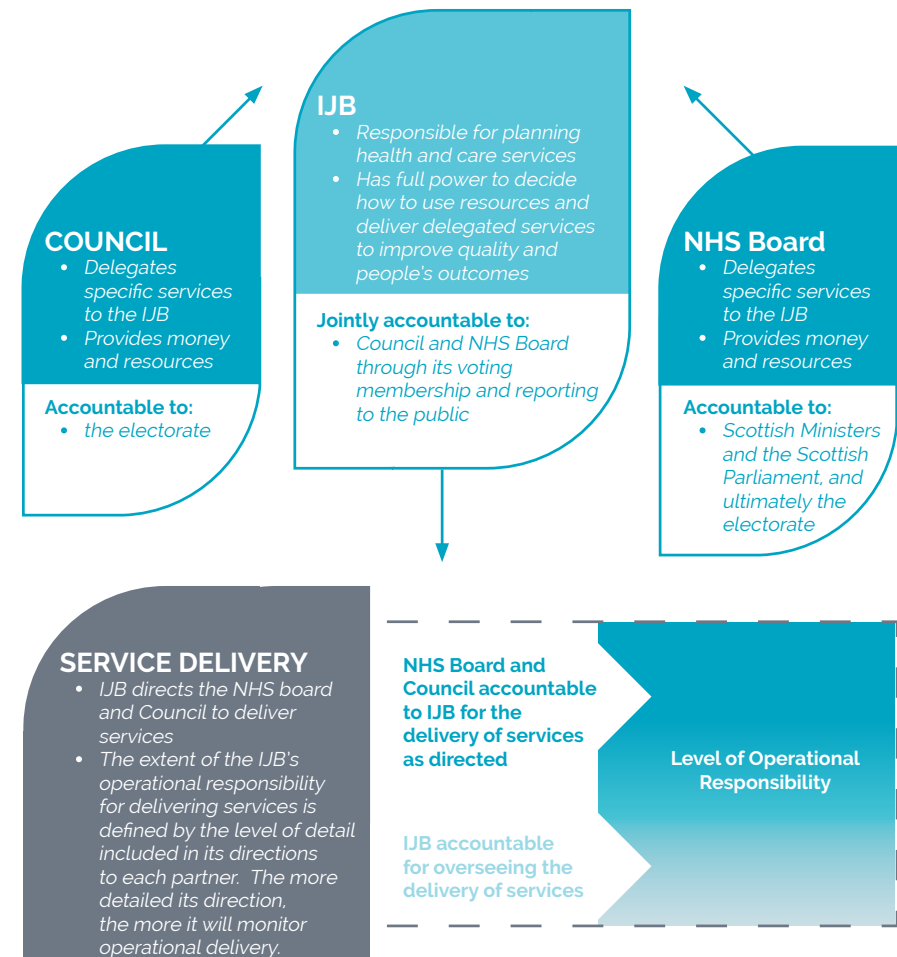 IJB
• Responsible for planning
health and care services
• Has full power to decide
how to use resources and
deliver delegated services
to improve quality and
people's outcomes
Jointly accountable to:
• Council and NHS Board
through its voting
membership and reporting
to the public
COUNCIL
• Delegates
specific services
to the IJB
• Provides money
and resources
Accountable to:
• the electorate
NHS Board
• Delegates
specific services
to the IJB
• Provides money
and resources
Accountable to:
• Scottish Ministers
and the Scottish
Parliament, and
ultimately the
electorate
SERVICE DELIVERY
• IJB directs the NHS board
and Council to deliver
services
• The extent of the IJB's
operational responsibility
for delivering services is
defined by the level of detail
included in its directions
to each partner. The more
detailed its direction,
the more it will monitor
operational delivery.
NHS Board and
Council accountable
to IJB for the
delivery of services
as directed
IJB accountable
for overseeing the
delivery of services
Level of Operational
Responsibility